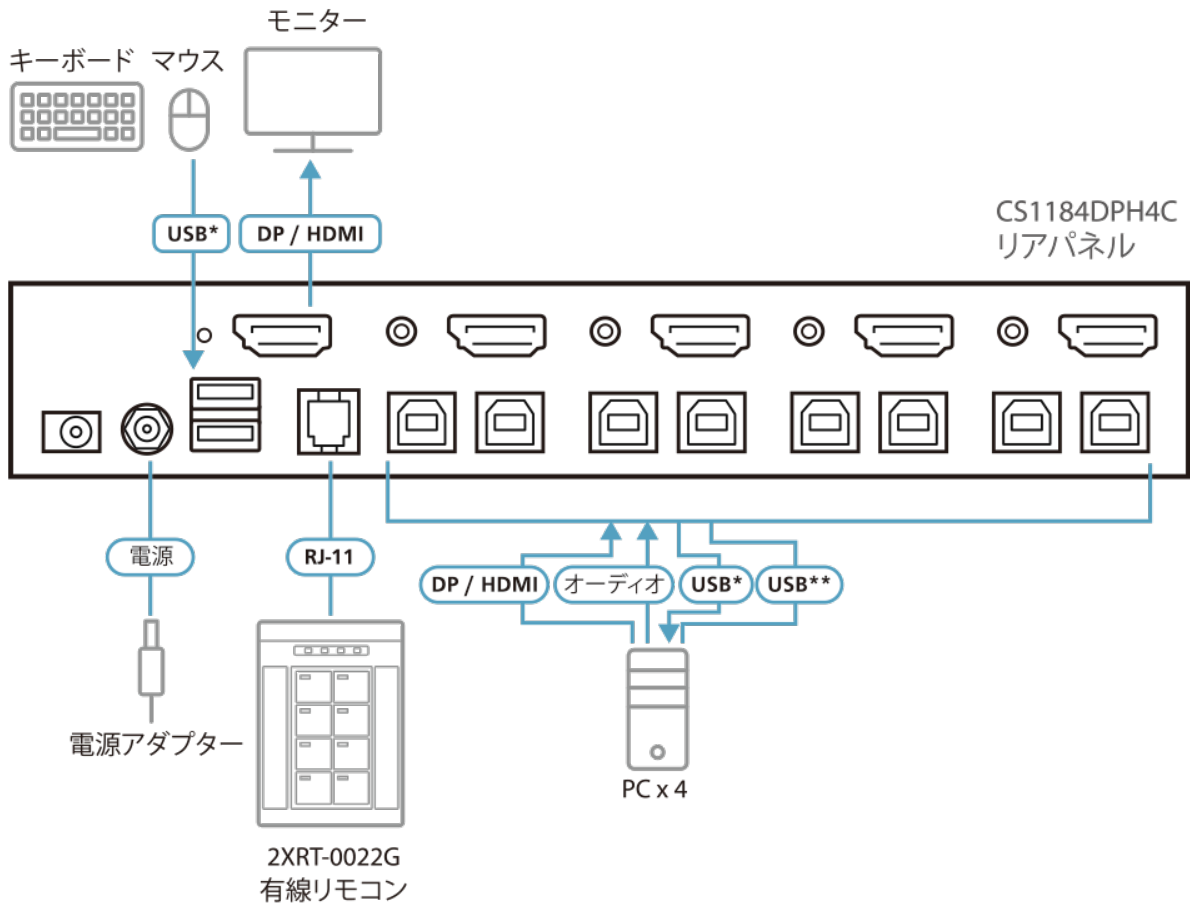 モニター
キーボード マウス
USB*
DP / HDMI
CS1184DPH4C
リアパネル
電源
RJ-11
DP / HDMI
オーディオ
USB*
USB**
電源アダプター
PC x 4
2XRT-0022G
有線リモコン